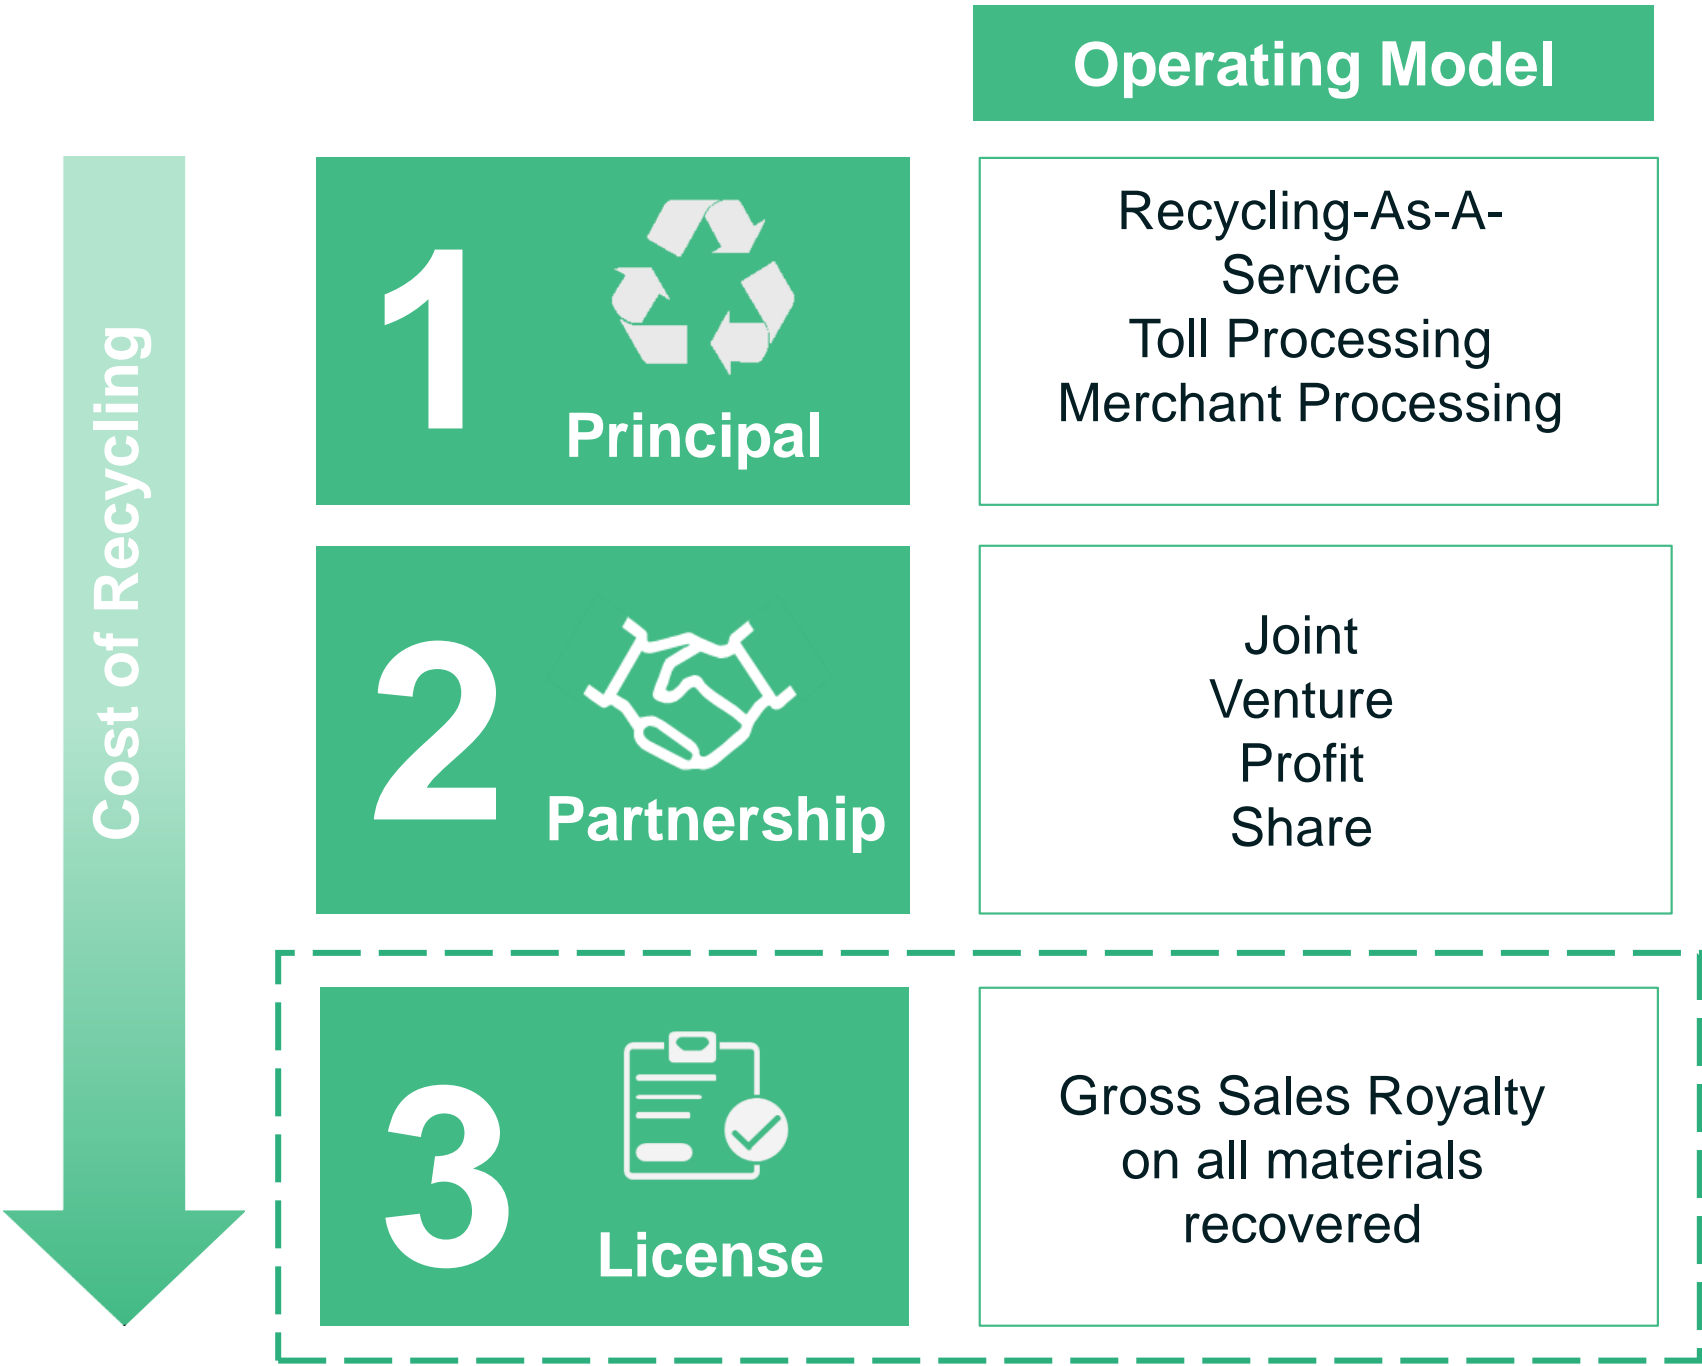 Operating Model
Cost of Recycling
1
Principal
Recycling-As-A-
Service
Toll Processing
Merchant Processing
2
Partnership
Joint
Venture
Profit
Share
3
License
Gross Sales Royalty
on all materials
recovered